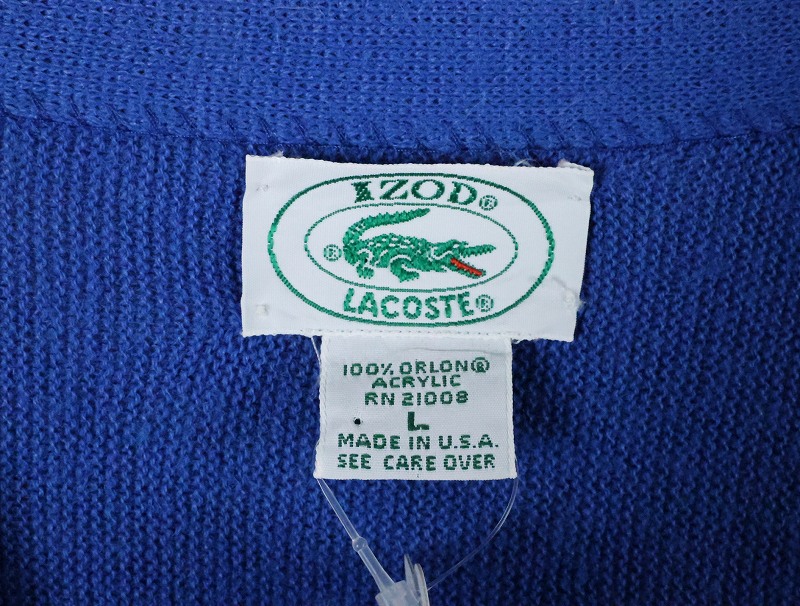 IZOD®
®
LACOSTE®
100% ORLON®
ACRYLIC
RN 21008
L
MADE IN U.S.A.
SEE CARE OVER